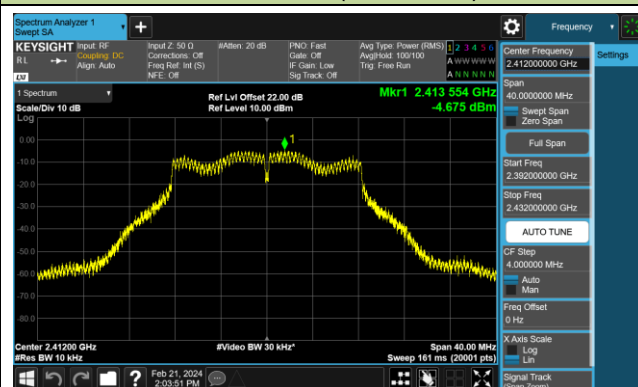 Spectrum Analyzer 1
Swept SA
Frequency
KEYSIGHT
RL
Input: RF
Coupling: DC
Align: Auto
Input Z: 50 Ω
Corrections: Off
Freq Ref: Int (S)
NFE: Off
#Atten: 20 dB
PNO: Fast
Gate: Off
IF Gain: Low
Sig Track: Off
Avg Type: Power (RMS)
Avg|Hold: 100/100
Trig: Free Run
1 2 3 4 5 6
A W W W W W
A N N N N N
1 Spectrum
Scale/Div 10 dB
Log
Ref Lvl Offset 22.00 dB
Ref Level 10.00 dBm
Mkr1 2.413 554 GHz
-4.675 dBm
1
0.00
-10.0
-20.0
-30.0
-40.0
-50.0
-60.0
-70.0
-80.0
Center 2.41200 GHz
#Res BW 10 kHz
#Video BW 30 kHz*
Span 40.00 MHz
Sweep 161 ms (20001 pts)
Feb 21, 2024
2:03:51 PM
?
Center Frequency
2.412000000 GHz
Settings
Span
40.0000000 MHz
Swept Span
Zero Span
Full Span
Start Freq
2.392000000 GHz
Stop Freq
2.432000000 GHz
AUTO TUNE
CF Step
4.000000 MHz
Auto
Man
Freq Offset
0 Hz
X Axis Scale
Log
Lin
Signal Track
(Span Zoom)